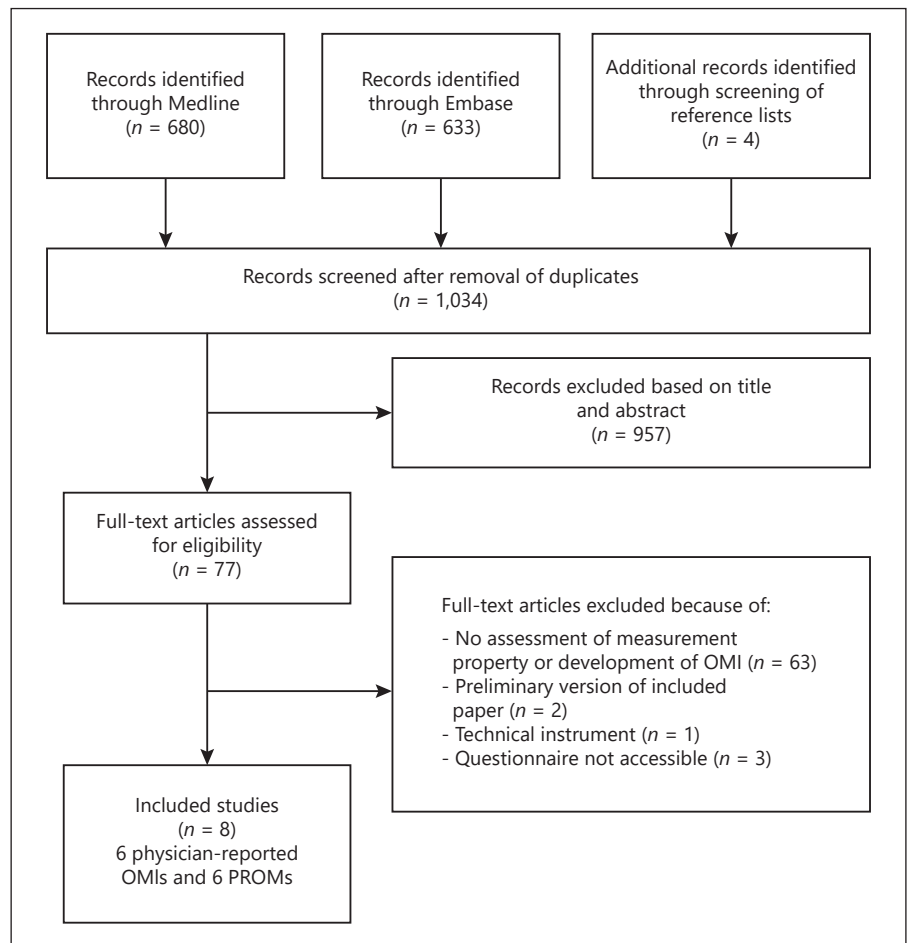 Records identified
through Medline
(n = 680)
Records identified
through Embase
(n = 633)
Additional records identified
through screening of
reference lists
(n = 4)
Records screened after removal of duplicates
(n = 1,034)
Records excluded based on title
and abstract
(n = 957)
Full-text articles assessed
for eligibility
(n = 77)
Full-text articles excluded because of:
- No assessment of measurement
property or development of OMI (n = 63)
- Preliminary version of included
paper (n = 2)
- Technical instrument (n = 1)
- Questionnaire not accessible (n = 3)
Included studies
(n = 8)
6 physician-reported
OMIs and 6 PROMs